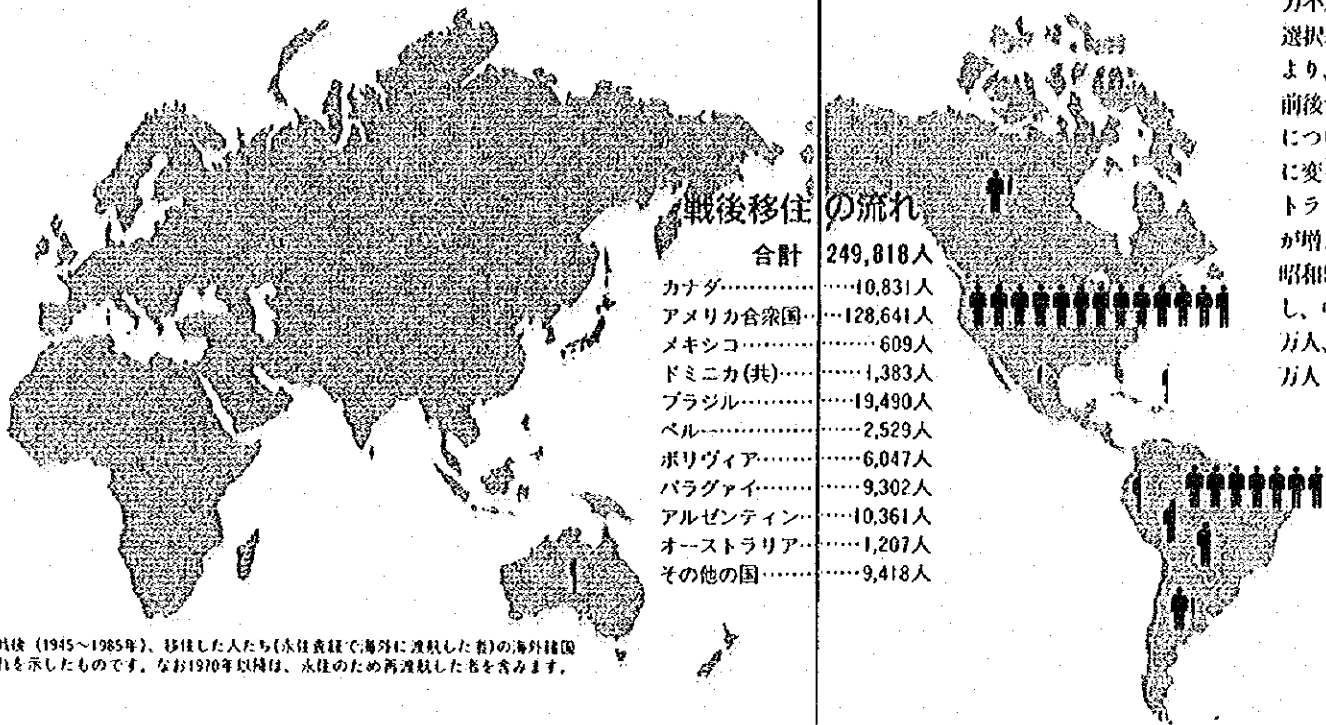 戦後移住の流れ
合計 249,818人
カナダ……………10,831人
アメリカ合衆国……128,641人
メキシコ……………609人
ドミニカ(共)………1,383人
ブラジル……………19,490人
ペルー………………2,529人
ボリヴィア…………6,047人
パラグァイ…………9,302人
アルゼンティン……10,361人
オーストラリア……1,207人
その他の国…………9,418人
戦後（1945～1985年）、移住した人たち(永住資格で海外に渡航した者)の海外諸国
れを示したものです。なお1970年以降は、永住のため再渡航した者を含みます。
選択
より、
前後
につ
に変
トラ
が増
昭和
し、
万人、
万人